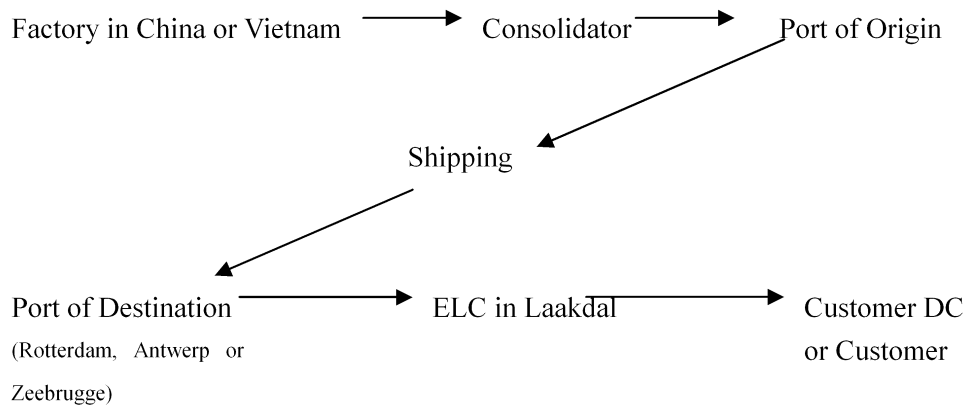 Factory in China or Vietnam
Consolidator
Port of Origin
Shipping
Port of Destination
(Rotterdam, Antwerp or
Zeebrugge)
ELC in Laakdal
Customer DC
or Customer